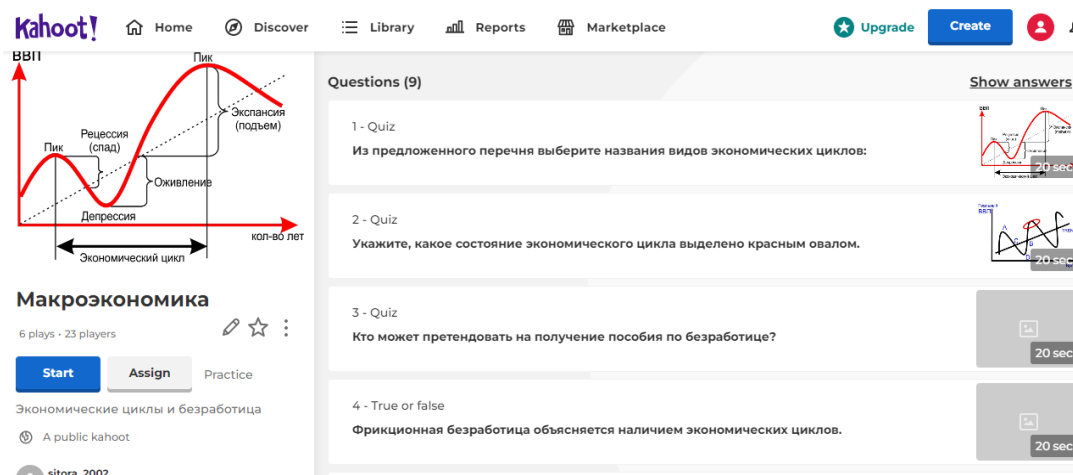 Kahoot!
Home
Discover
Library
Reports
Marketplace
Upgrade
Create
ВВП
Пик
Экспансия
(подъем)
Рецессия
(спад)
Пик
Оживление
Депрессия
кол-во лет
Экономический цикл
Макроэкономика
6 plays · 23 players
Start
Assign
Practice
Экономические циклы и безработица
A public kahoot
sitora_2002
Questions (9)
Show answers
1 - Quiz
Из предложенного перечня выберите названия видов экономических циклов:
20 sec
2 - Quiz
Укажите, какое состояние экономического цикла выделено красным овалом.
ВВП
20 sec
3 - Quiz
Кто может претендовать на получение пособия по безработице?
20 sec
4 - True or false
Фрикционная безработица объясняется наличием экономических циклов.
20 sec